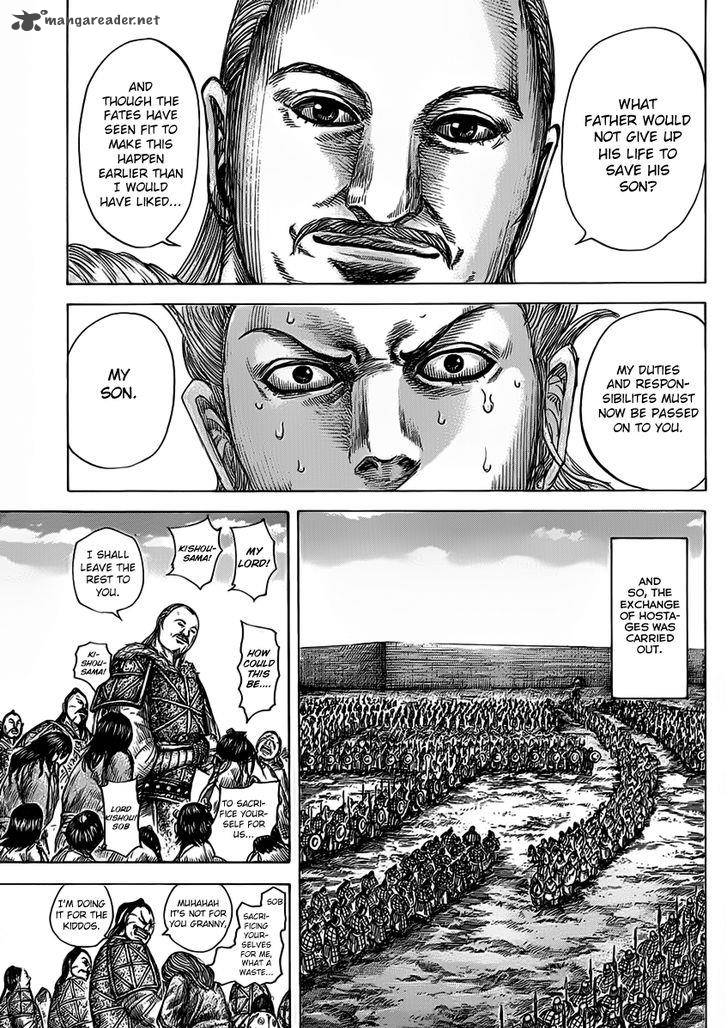 mangareader.net
WHAT
FATHER WOULD
NOT GIVE UP
HIS LIFE TO
SAVE HIS
SON?
AND
THOUGH THE
FATES HAVE
SEEN FIT TO
MAKE THIS
HAPPEN
EARLIER THAN
I WOULD
HAVE LIKED...
MY DUTIES
AND RESPON-
SIBILITES MUST
NOW BE PASSED
ON TO YOU.
MY
SON.
AND
SO, THE
EXCHANGE
OF HOSTA-
GES WAS
CARRIED
OUT.
MY
LORD!
KISHOU-
SAMA!
I SHALL
LEAVE THE
REST TO
YOU.
HOW
COULD
THIS
BE....
KI-
SHOU-
SAMA!
TO SACRI-
FICE YOUR-
SELF FOR
US...
LORD
KISHOU!
SOB
SOB
SACRI-
FICING
YOUR-
SELVES
FOR ME,
WHAT A
WASTE...
MUHAHAH
IT'S NOT FOR
YOU GRANNY,
I'M DOING
IT FOR THE
KIDDOS.